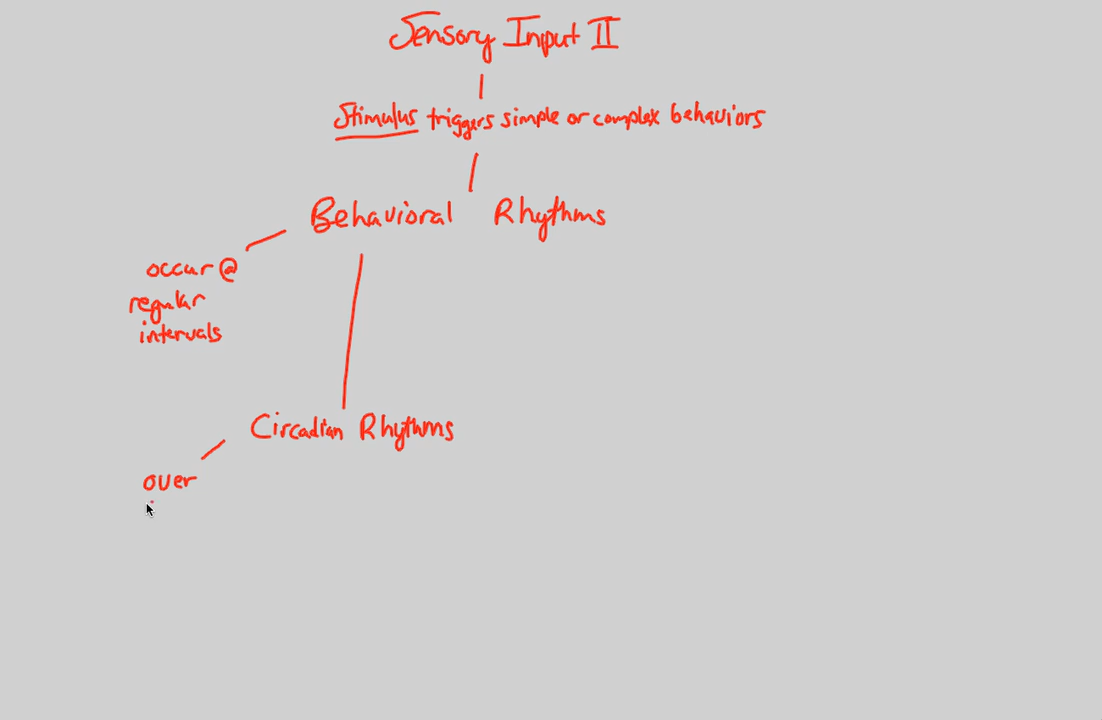 Sensory Input II
Stimulus triggers simple or complex behaviors
Behavioral Rhythms
occur @
regular
intervals
Circadian Rhythms
over